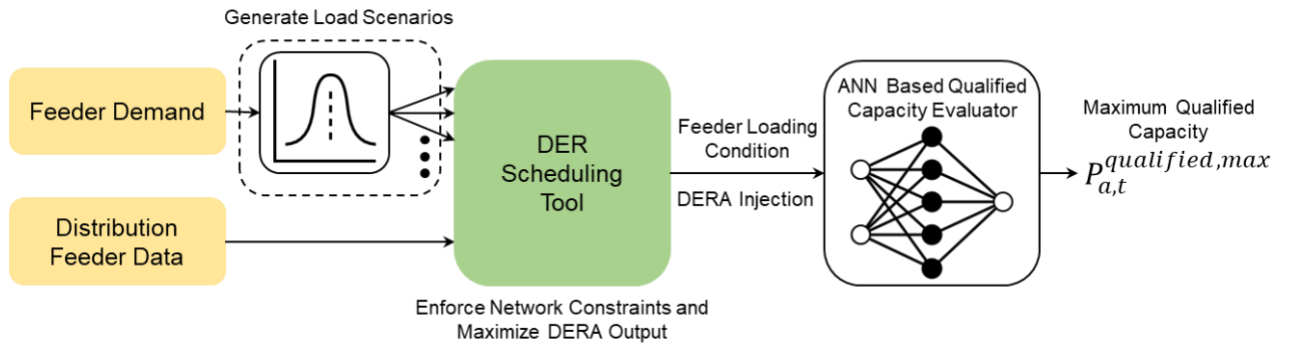 Generate Load Scenarios
Feeder Demand
Distribution
Feeder Data
DER
Scheduling
Tool
Enforce Network Constraints and
Maximize DERA Output
Feeder Loading
Condition
DERA Injection
ANN Based Qualified
Capacity Evaluator
Maximum Qualified
Capacity
P_{a,t}^{qualified,max}